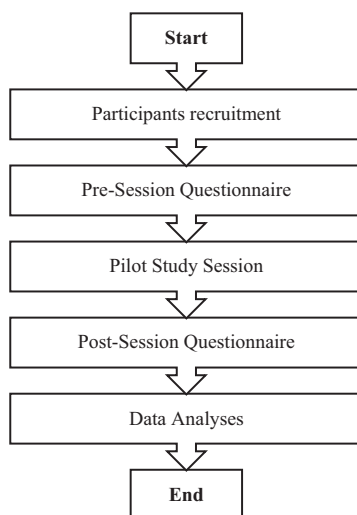 Start
Participants recruitment
Pre-Session Questionnaire
Pilot Study Session
Post-Session Questionnaire
Data Analyses
End